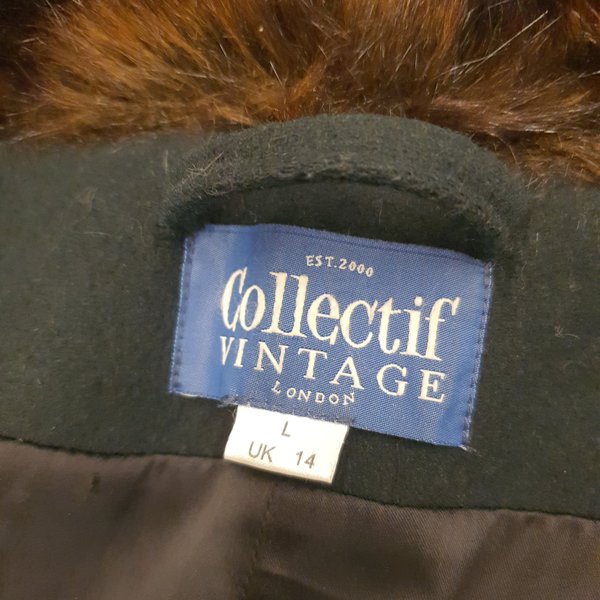 EST.2000
Collectif
VINTAGE
LONDON
L
UK 14